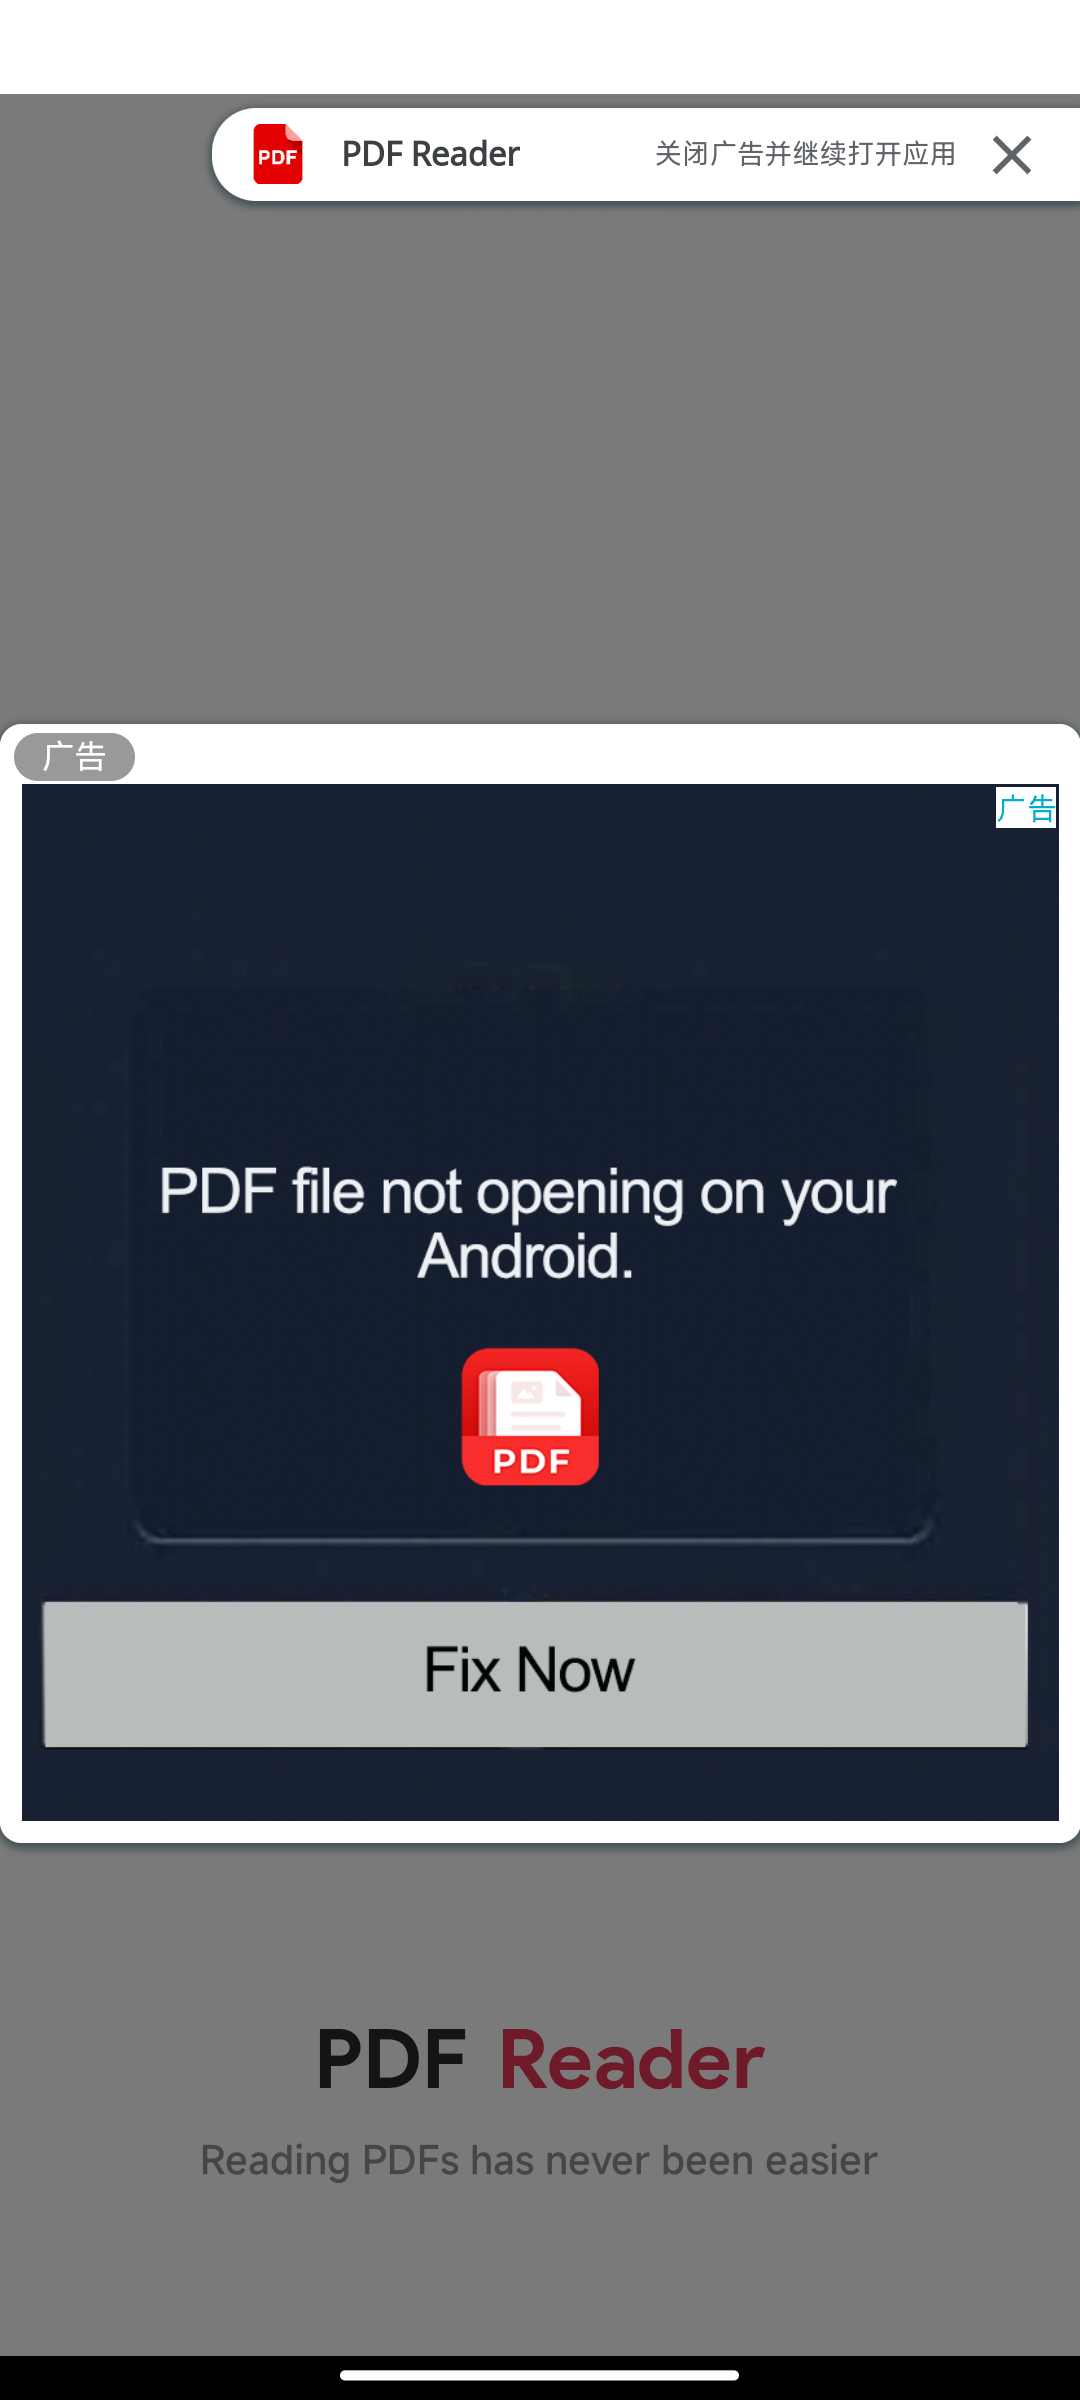 PDF
PDF Reader
关闭广告并继续打开应用
广告
广告
PDF file not opening on your
Android.
PDF
Fix Now
PDF Reader
Reading PDFs has never been easier